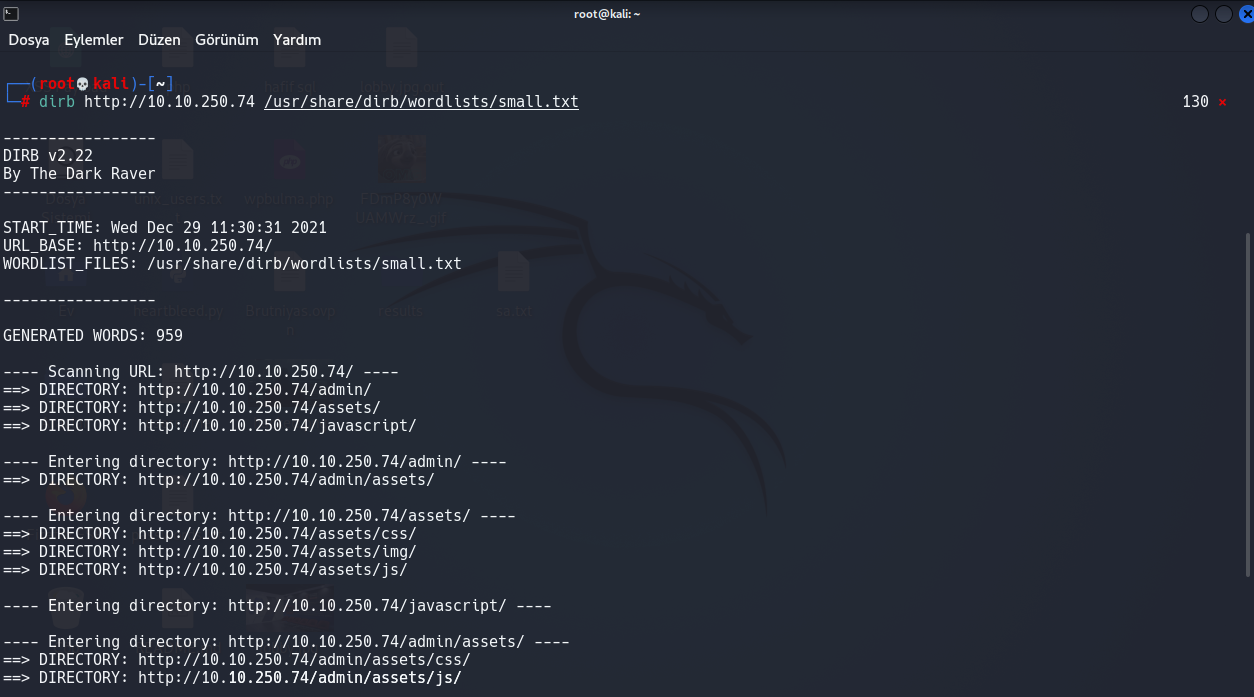 root@kali: ~
Dosya Eylemler Düzen Görünüm Yardım
┌──(root💀kali)-[~]
└─# dirb http://10.10.250.74 /usr/share/dirb/wordlists/small.txt 130 ⨯
-----------------
DIRB v2.22
By The Dark Raver
-----------------
START_TIME: Wed Dec 29 11:30:31 2021
URL_BASE: http://10.10.250.74/
WORDLIST_FILES: /usr/share/dirb/wordlists/small.txt
-----------------
GENERATED WORDS: 959
---- Scanning URL: http://10.10.250.74/ ----
==> DIRECTORY: http://10.10.250.74/admin/
==> DIRECTORY: http://10.10.250.74/assets/
==> DIRECTORY: http://10.10.250.74/javascript/
---- Entering directory: http://10.10.250.74/admin/ ----
==> DIRECTORY: http://10.10.250.74/admin/assets/
---- Entering directory: http://10.10.250.74/assets/ ----
==> DIRECTORY: http://10.10.250.74/assets/css/
==> DIRECTORY: http://10.10.250.74/assets/img/
==> DIRECTORY: http://10.10.250.74/assets/js/
---- Entering directory: http://10.10.250.74/javascript/ ----
---- Entering directory: http://10.10.250.74/admin/assets/ ----
==> DIRECTORY: http://10.10.250.74/admin/assets/css/
==> DIRECTORY: http://10.10.250.74/admin/assets/js/